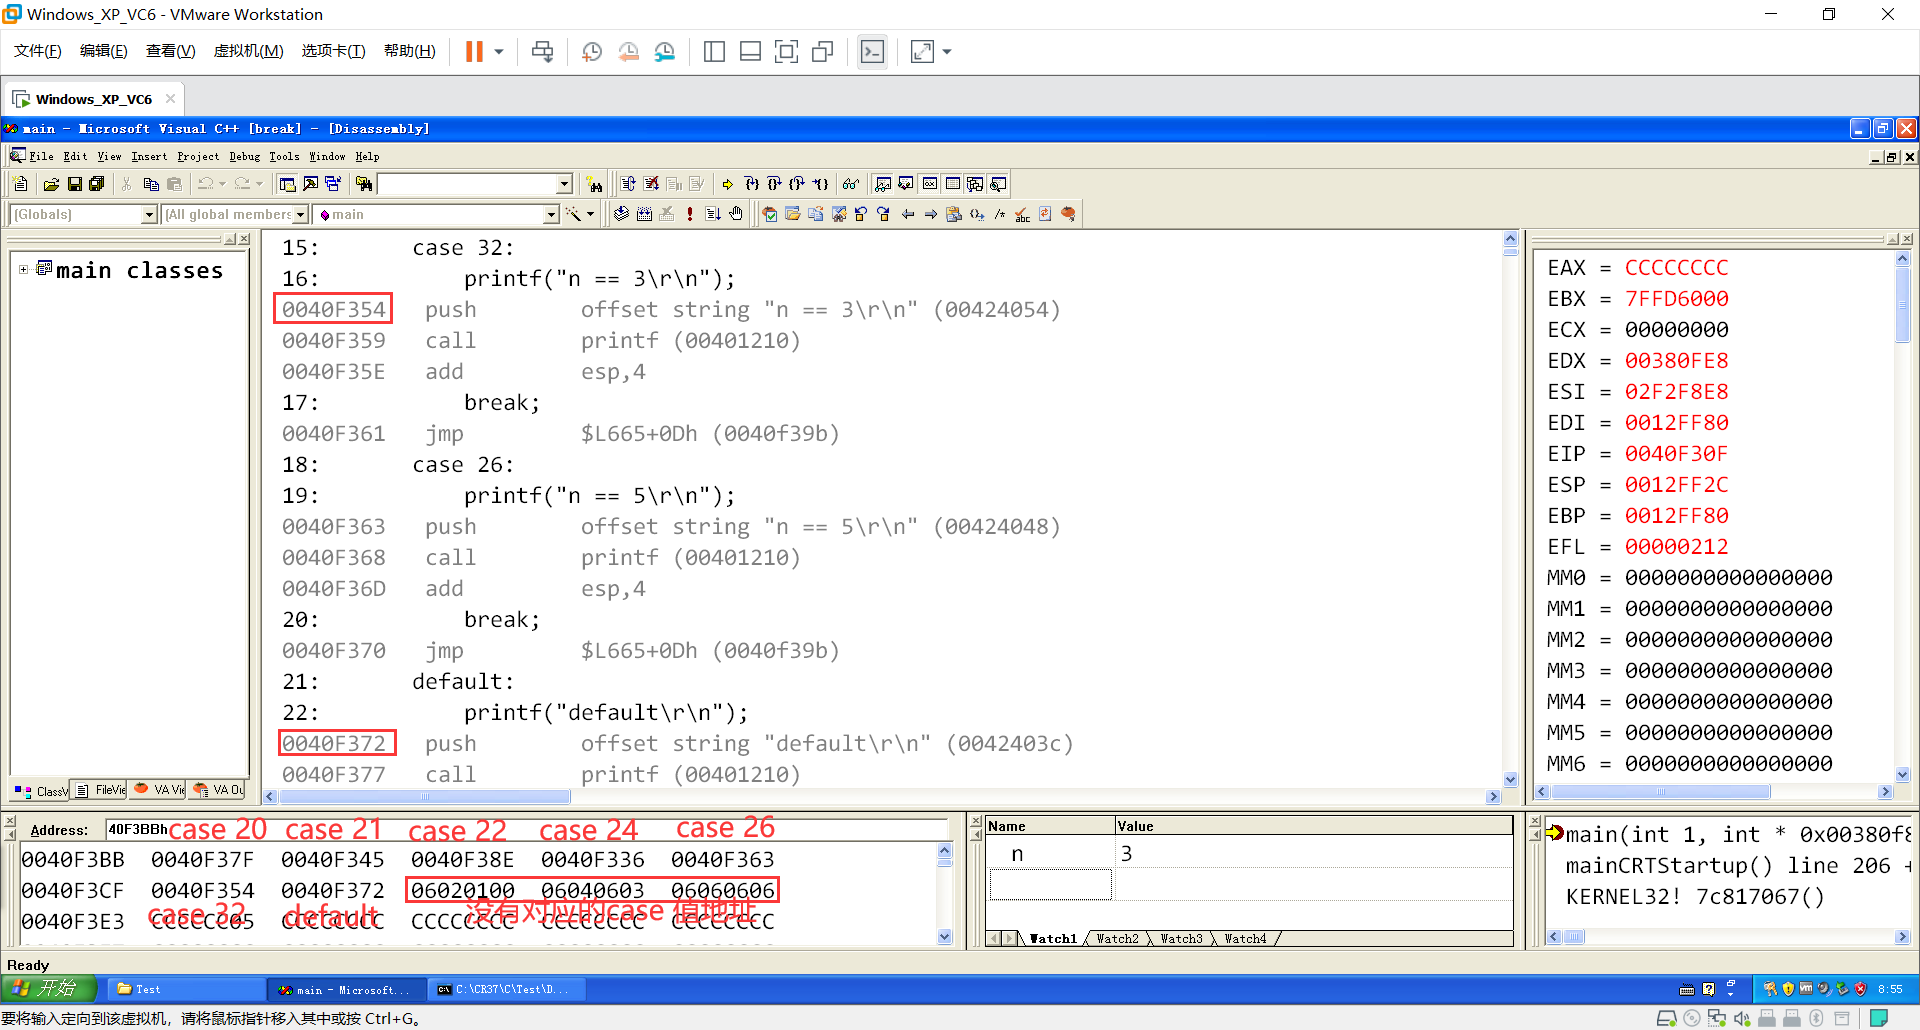 Windows_XP_VC6 - VMware Workstation
文件(F) 编辑(E) 查看(V) 虚拟机(M) 选项卡(T) 帮助(H)
Windows_XP_VC6
main - Microsoft Visual C++ [break] - [Disassembly]
File Edit View Insert Project Debug Tools Window Help
(Globals) (All global members main
main classes
ClassV FileVie VA Vie VA Ou
15: case 32:
16: printf("n == 3\r\n");
0040F354 push offset string "n == 3\r\n" (00424054)
0040F359 call printf (00401210)
0040F35E add esp,4
17: break;
0040F361 jmp $L665+0Dh (0040f39b)
18: case 26:
19: printf("n == 5\r\n");
0040F363 push offset string "n == 5\r\n" (00424048)
0040F368 call printf (00401210)
0040F36D add esp,4
20: break;
0040F370 jmp $L665+0Dh (0040f39b)
21: default:
22: printf("default\r\n");
0040F372 push offset string "default\r\n" (0042403c)
0040F377 call printf (00401210)
EAX = CCCCCCCC
EBX = 7FFD6000
ECX = 00000000
EDX = 00380FE8
ESI = 02F2F8E8
EDI = 0012FF80
EIP = 0040F30F
ESP = 0012FF2C
EBP = 0012FF80
EFL = 00000212
MM0 = 0000000000000000
MM1 = 0000000000000000
MM2 = 0000000000000000
MM3 = 0000000000000000
MM4 = 0000000000000000
MM5 = 0000000000000000
MM6 = 0000000000000000
Address: 40F3BBh case 20 case 21 case 22 case 24 case 26
0040F3BB 0040F37F 0040F345 0040F38E 0040F336 0040F363
0040F3CF 0040F354 0040F372 06020100 06040603 06060606
case 32 default 没有对应的case 值地址
0040F3E3 CCCCCC05 CCCCCCCC CCCCCCCC CCCCCCCC CCCCCCCC
Name Value
n 3
Watch1 Watch2 Watch3 Watch4
main(int 1, int * 0x00380f8
mainCRTStartup() line 206 +
KERNEL32! 7c817067()
Ready
开始 Test main - Microsoft... C:\CR37\C\Test\D... 8:55
要将输入定向到该虚拟机，请将鼠标指针移入其中或按 Ctrl+G。